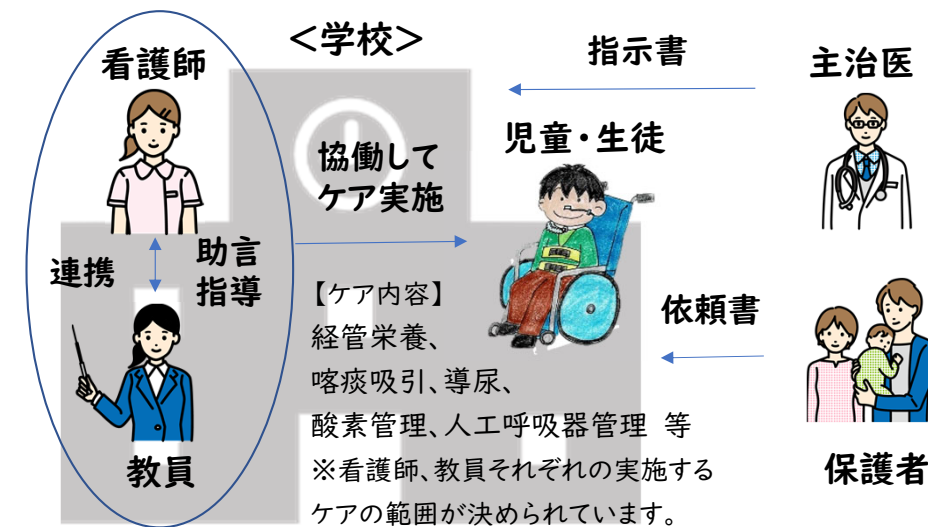 <学校>
看護師
指示書
主治医
児童・生徒
協働して
ケア実施
連携
助言
指導
依頼書
【ケア内容】
経管栄養、
喀痰吸引、導尿、
酸素管理、人工呼吸器管理 等
※看護師、教員それぞれの実施する
ケアの範囲が決められています。
教員
保護者